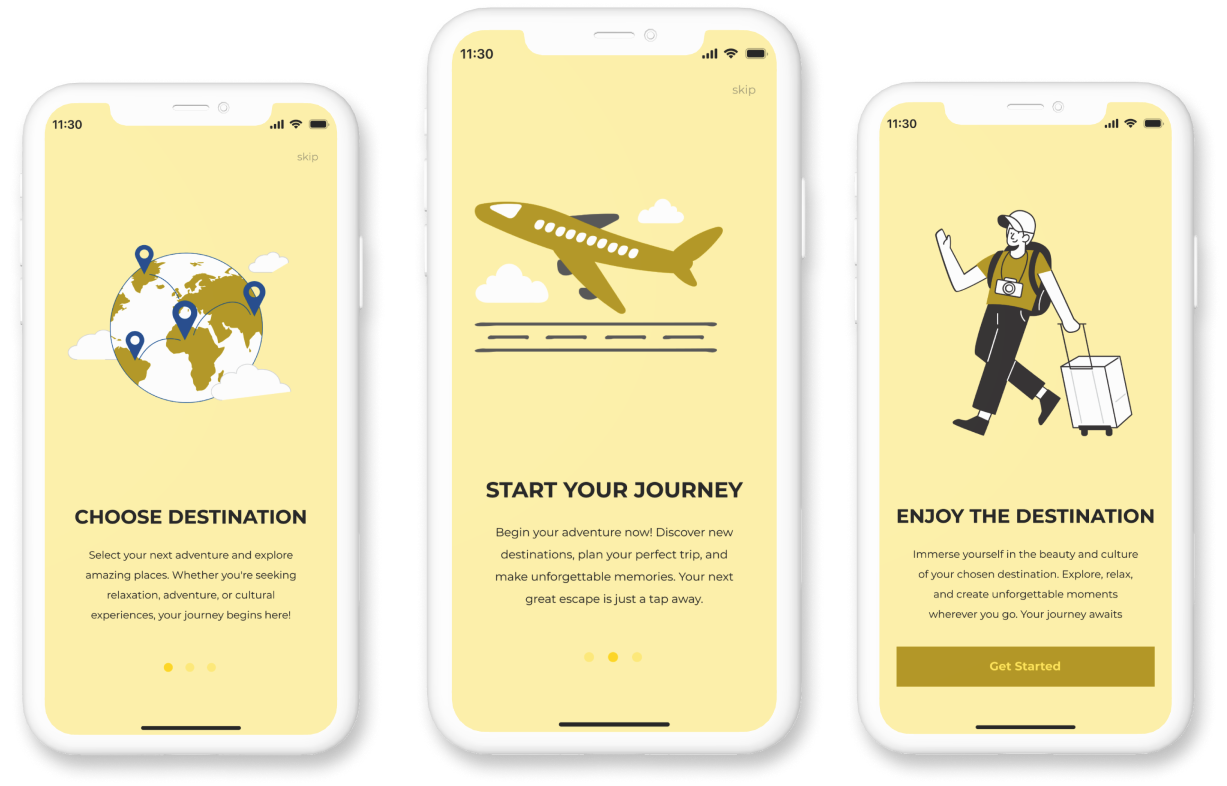 11:30
skip
CHOOSE DESTINATION
Select your next adventure and explore
amazing places. Whether you're seeking
relaxation, adventure, or cultural
experiences, your journey begins here!
11:30
skip
START YOUR JOURNEY
Begin your adventure now! Discover new
destinations, plan your perfect trip, and
make unforgettable memories. Your next
great escape is just a tap away.
11:30
ENJOY THE DESTINATION
Immerse yourself in the beauty and culture
of your chosen destination. Explore, relax,
and create unforgettable moments
wherever you go. Your journey awaits
Get Started